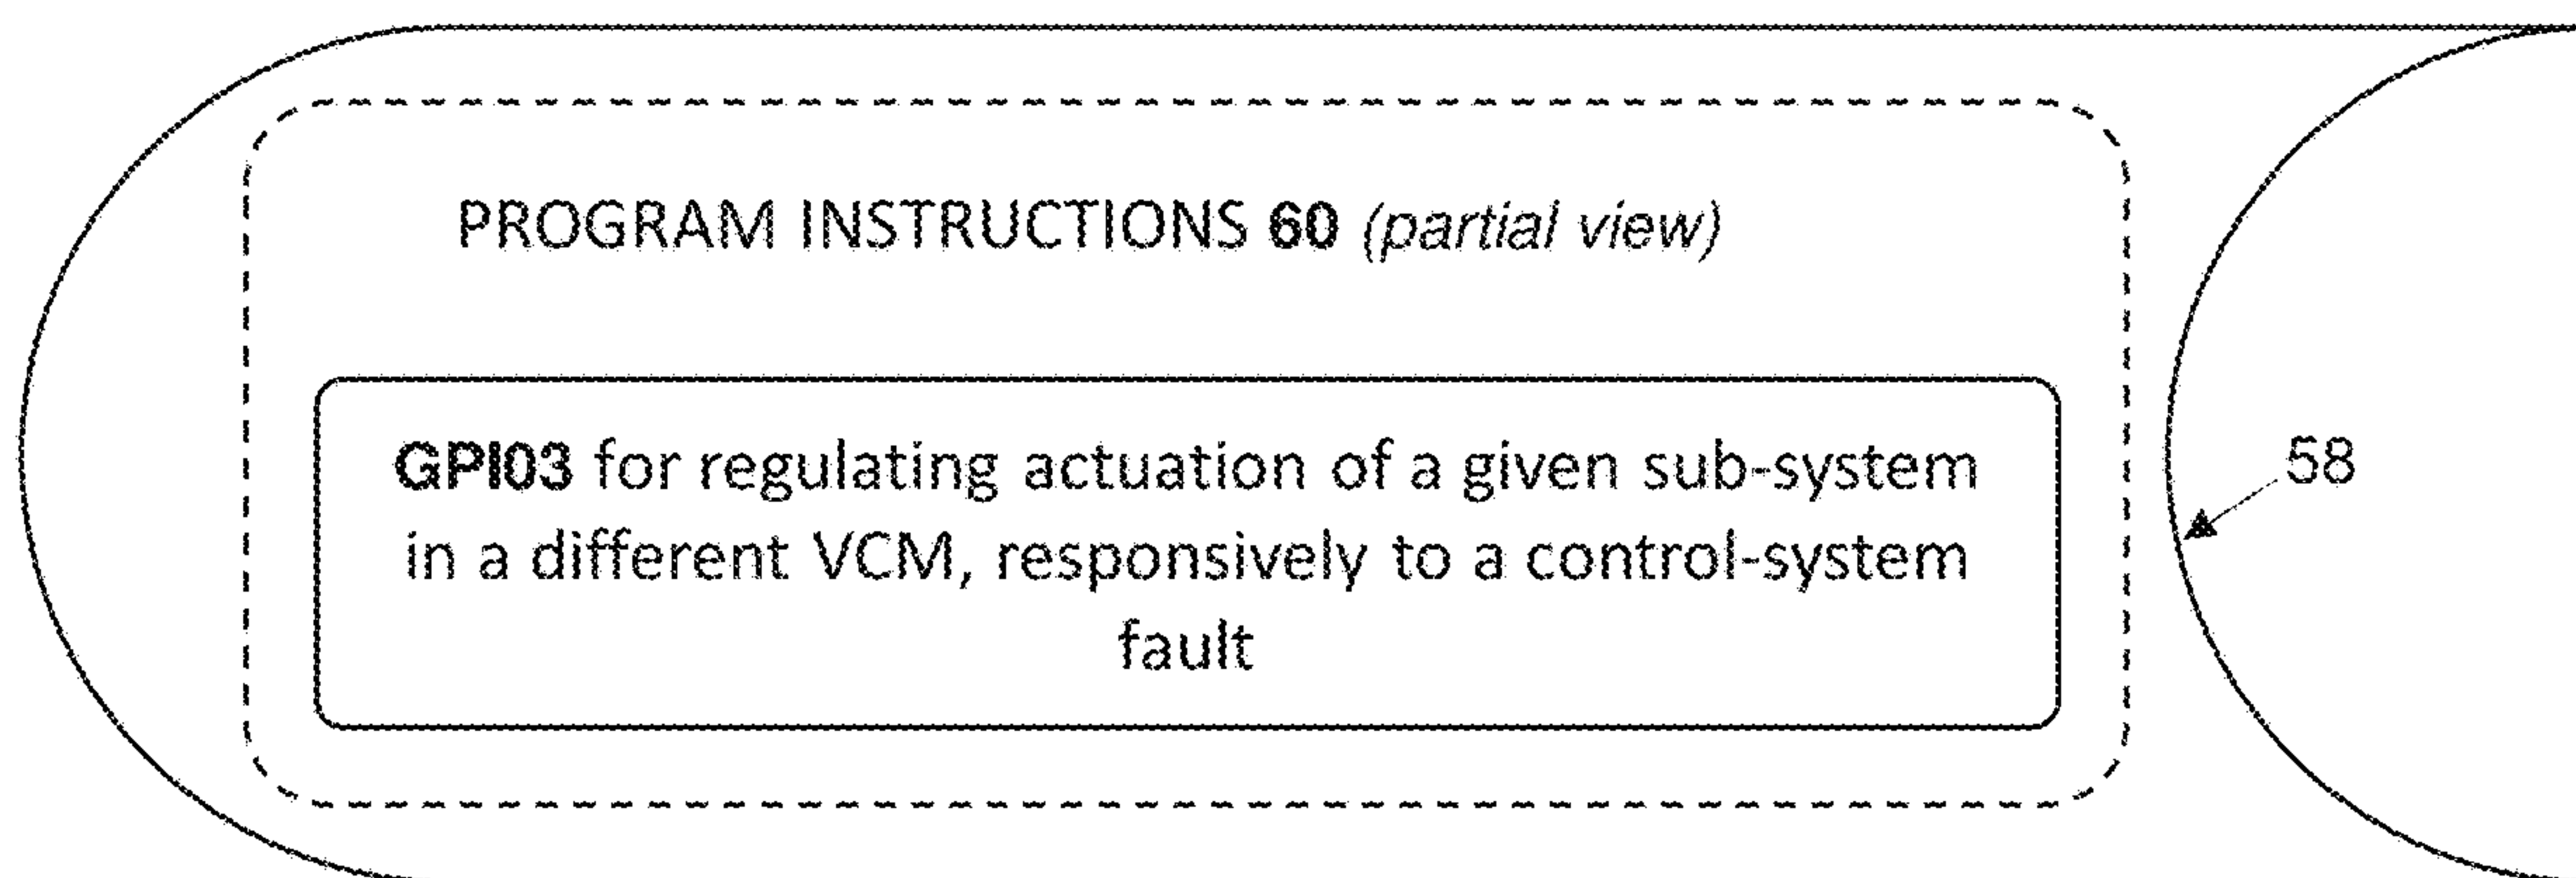 PROGRAM INSTRUCTIONS 60 (partial view)
GPI03 for regulating actuation of a given sub-system
in a different VCM, responsively to a control-system
fault
58